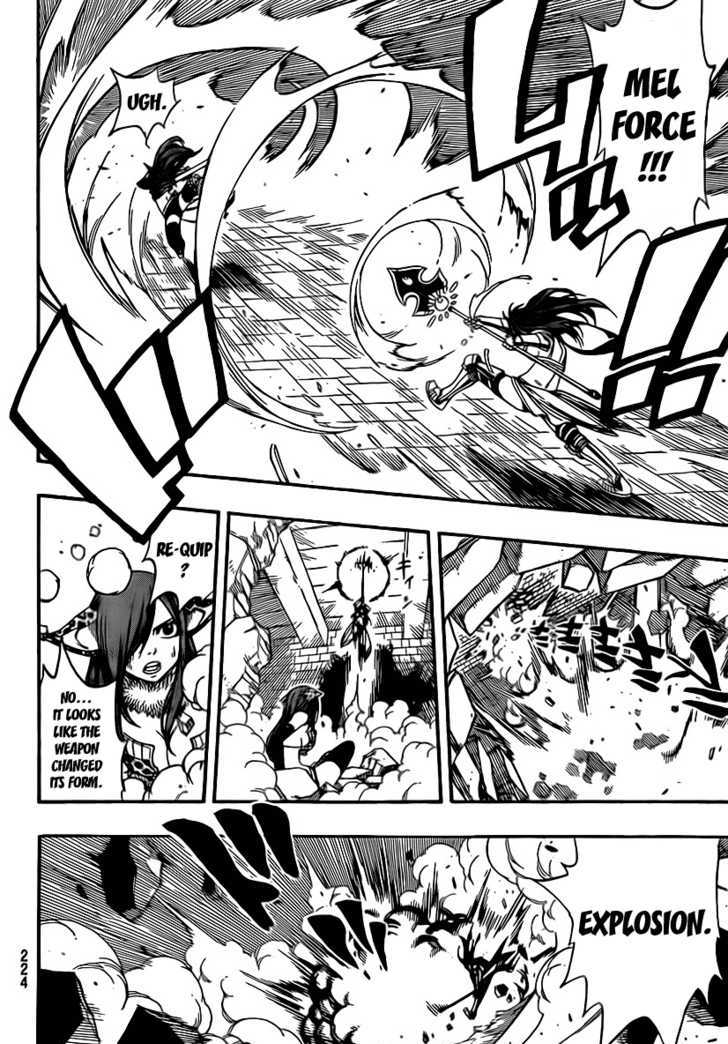 MEL
FORCE
!!!
UGH.
RE-QUIP
?
NO...
IT LOOKS
LIKE THE
WEAPON
CHANGED
ITS FORM.
EXPLOSION.
224